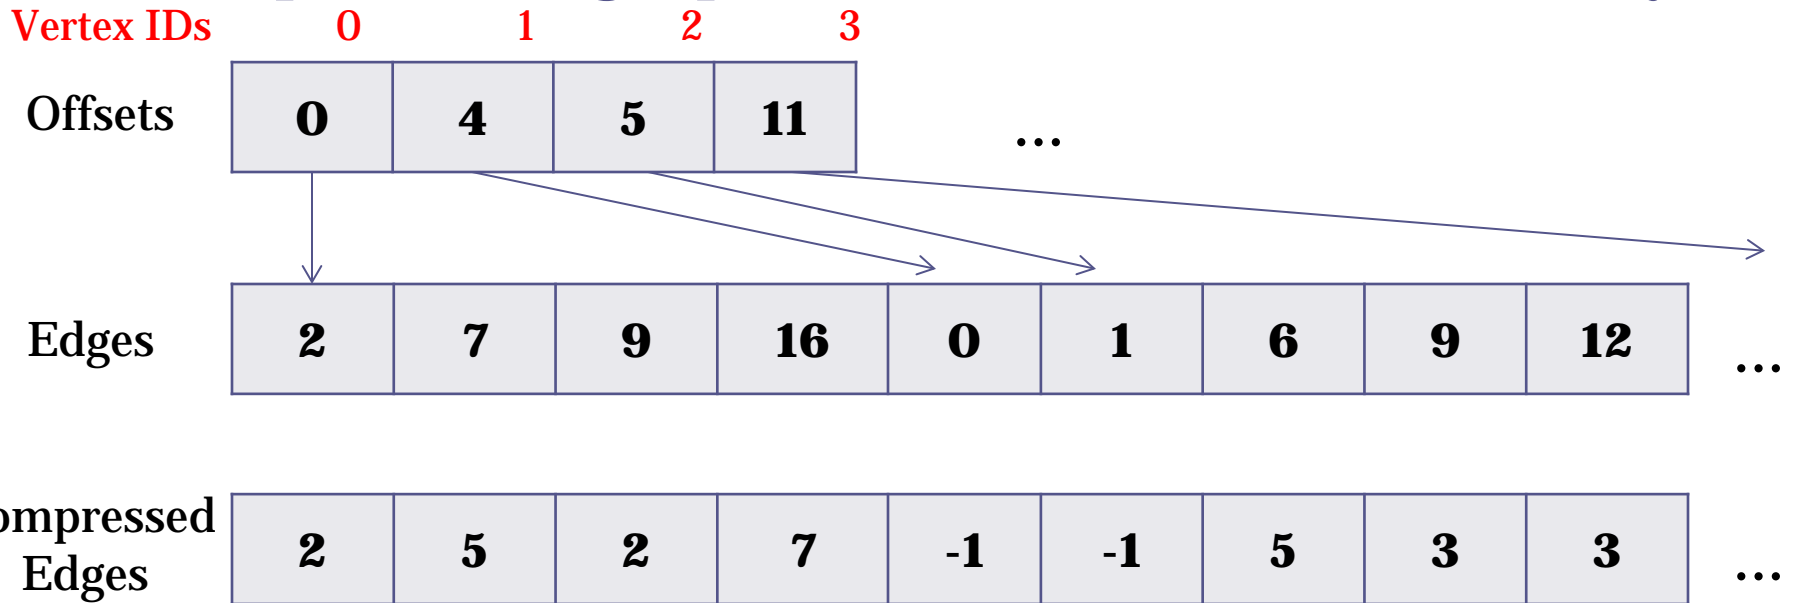 Vertex IDs 0 1 2 3
Offsets 0 4 5 11 ...
Edges 2 7 9 16 0 1 6 9 12 ...
ompressed
Edges 2 5 2 7 -1 -1 5 3 3 ...